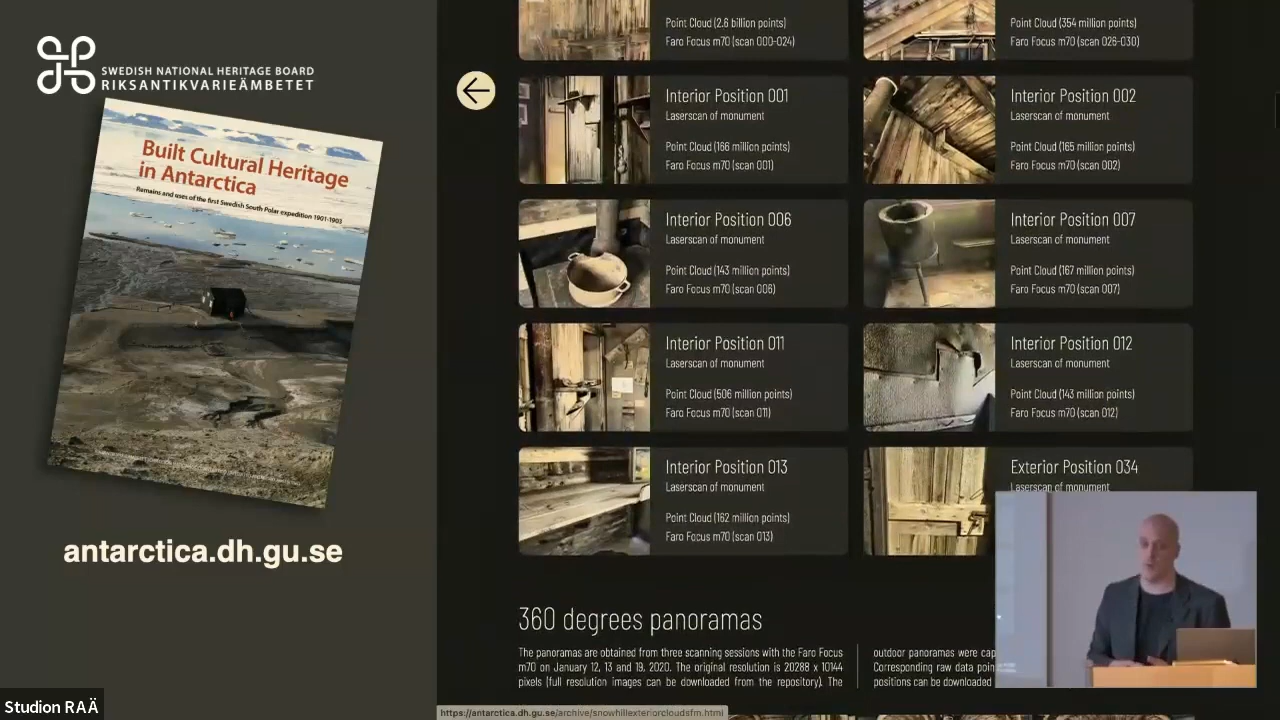 SWEDISH NATIONAL HERITAGE BOARD
RIKSANTIKVARIEÄMBETET
Built Cultural Heritage
in Antarctica
Remains and uses of the first Swedish South Polar expedition 1901-1903
antarctica.dh.gu.se
Point Cloud (2.6 billion points)
Faro Focus m70 (scan 000-024)
Point Cloud (354 million points)
Faro Focus m70 (scan 026-030)
Interior Position 001
Laserscan of monument
Point Cloud (166 million points)
Faro Focus m70 (scan 001)
Interior Position 002
Laserscan of monument
Point Cloud (165 million points)
Faro Focus m70 (scan 002)
Interior Position 006
Laserscan of monument
Point Cloud (143 million points)
Faro Focus m70 (scan 006)
Interior Position 007
Laserscan of monument
Point Cloud (167 million points)
Faro Focus m70 (scan 007)
Interior Position 011
Laserscan of monument
Point Cloud (506 million points)
Faro Focus m70 (scan 011)
Interior Position 012
Laserscan of monument
Point Cloud (143 million points)
Faro Focus m70 (scan 012)
Interior Position 013
Laserscan of monument
Point Cloud (162 million points)
Faro Focus m70 (scan 013)
Exterior Position 034
Laserscan of monument
360 degrees panoramas
The panoramas are obtained from three scanning sessions with the Faro Focus
m70 on January 12, 13 and 19, 2020. The original resolution is 20288 x 10144
pixels (full resolution images can be downloaded from the repository). The
outdoor panoramas were cap
Corresponding raw data poin
positions can be downloaded
https://antarctica.dh.gu.se/archive/snowhillexteriorcloudsfm.html
Studion RAÄ